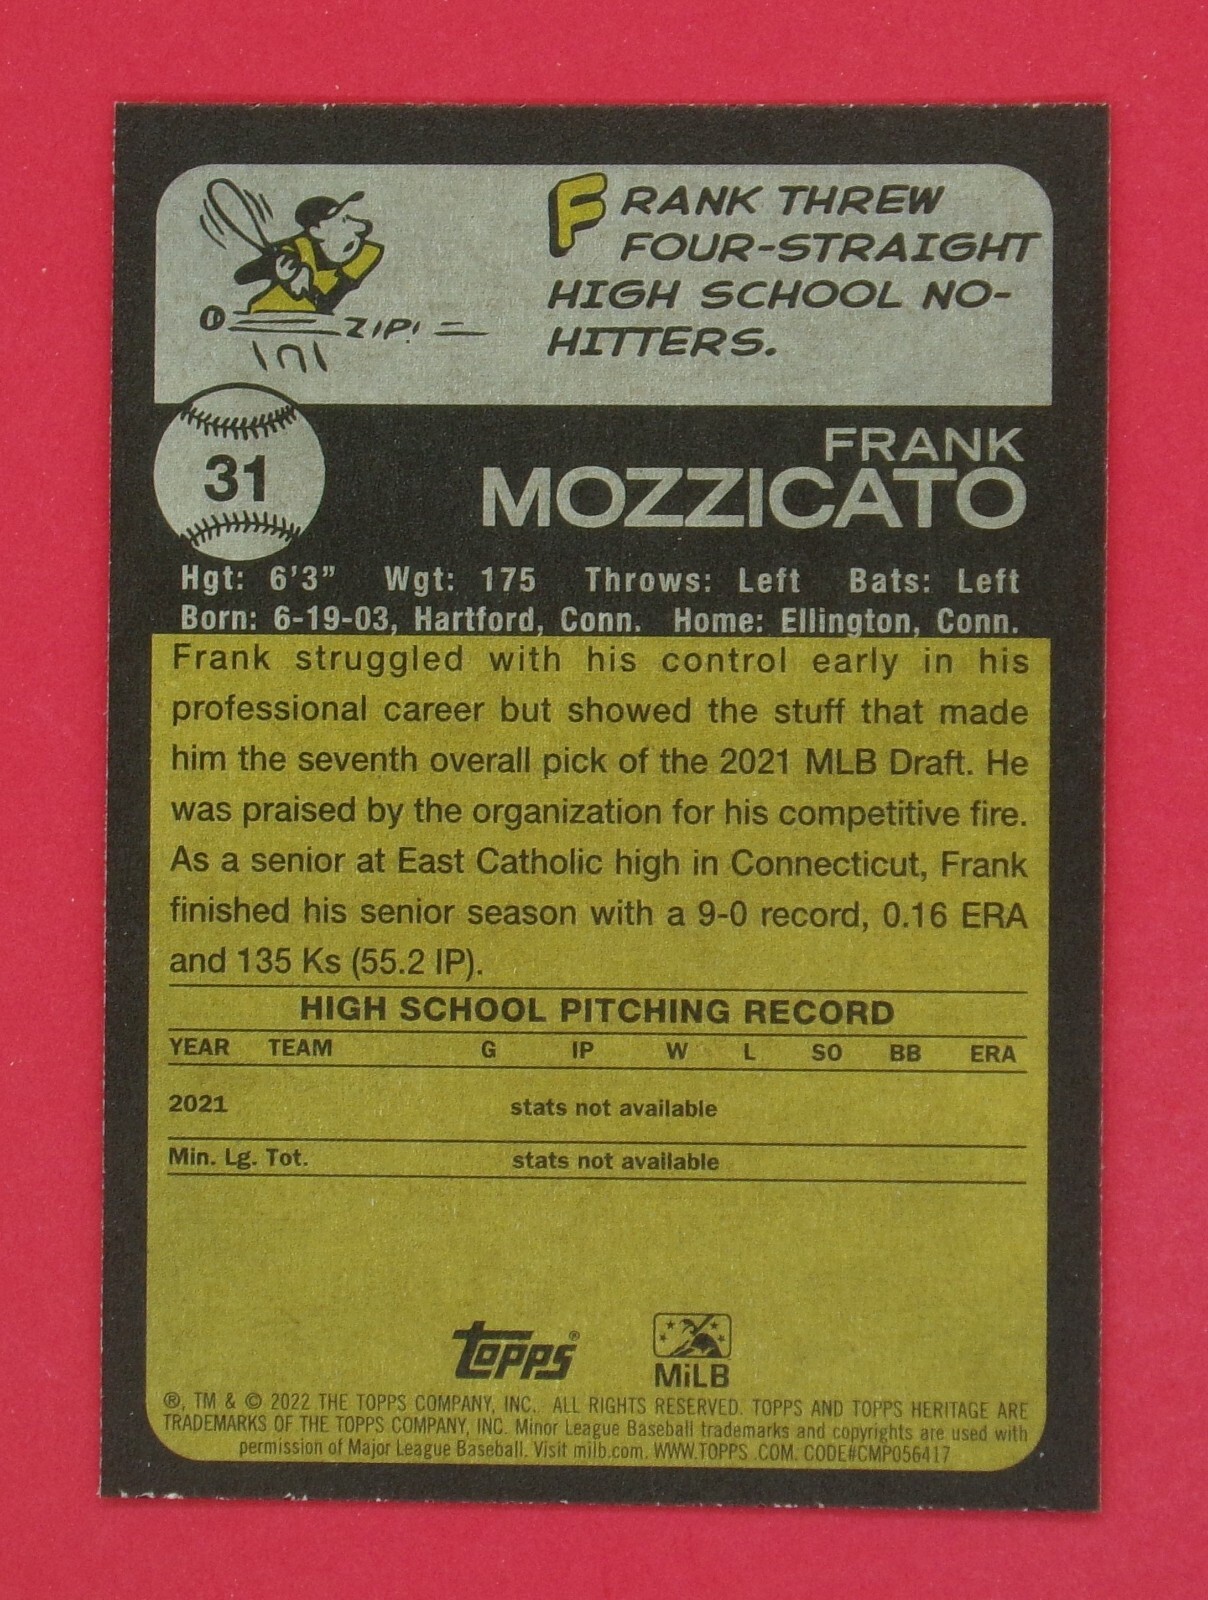 FRANK THREW
FOUR-STRAIGHT
HIGH SCHOOL NO-
HITTERS.
ZIP!
31
FRANK
MOZZICATO
Hgt: 6'3" Wgt: 175 Throws: Left Bats: Left
Born: 6-19-03, Hartford, Conn. Home: Ellington, Conn.
Frank struggled with his control early in his
professional career but showed the stuff that made
him the seventh overall pick of the 2021 MLB Draft. He
was praised by the organization for his competitive fire.
As a senior at East Catholic high in Connecticut, Frank
finished his senior season with a 9-0 record, 0.16 ERA
and 135 Ks (55.2 IP).
HIGH SCHOOL PITCHING RECORD
YEAR TEAM G IP W L SO BB ERA
2021 stats not available
Min. Lg. Tot. stats not available
topps® MiLB
®, TM & © 2022 THE TOPPS COMPANY, INC. ALL RIGHTS RESERVED. TOPPS AND TOPPS HERITAGE ARE
TRADEMARKS OF THE TOPPS COMPANY, INC. Minor League Baseball trademarks and copyrights are used with
permission of Major League Baseball. Visit milb.com. WWW.TOPPS.COM. CODE#CMP056417